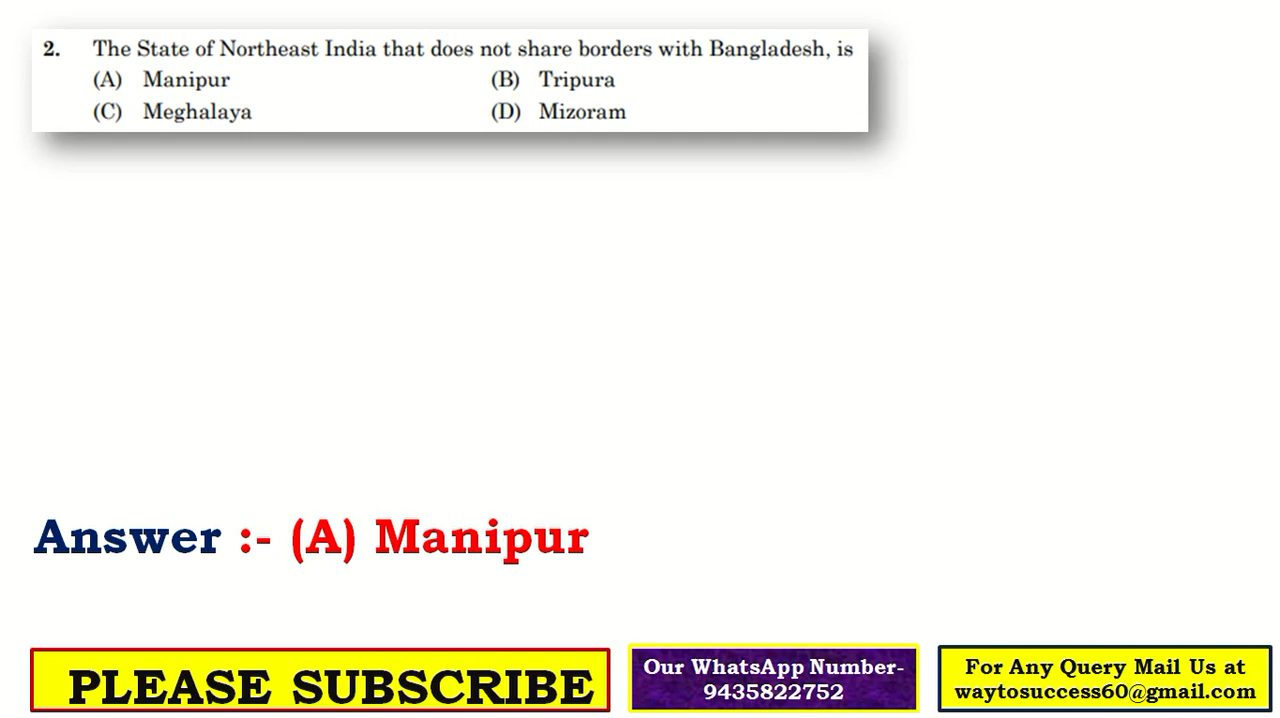 2. The State of Northeast India that does not share borders with Bangladesh, is
(A) Manipur (B) Tripura
(C) Meghalaya (D) Mizoram
Answer :- (A) Manipur
PLEASE SUBSCRIBE
Our WhatsApp Number-
9435822752
For Any Query Mail Us at
waytosuccess60@gmail.com